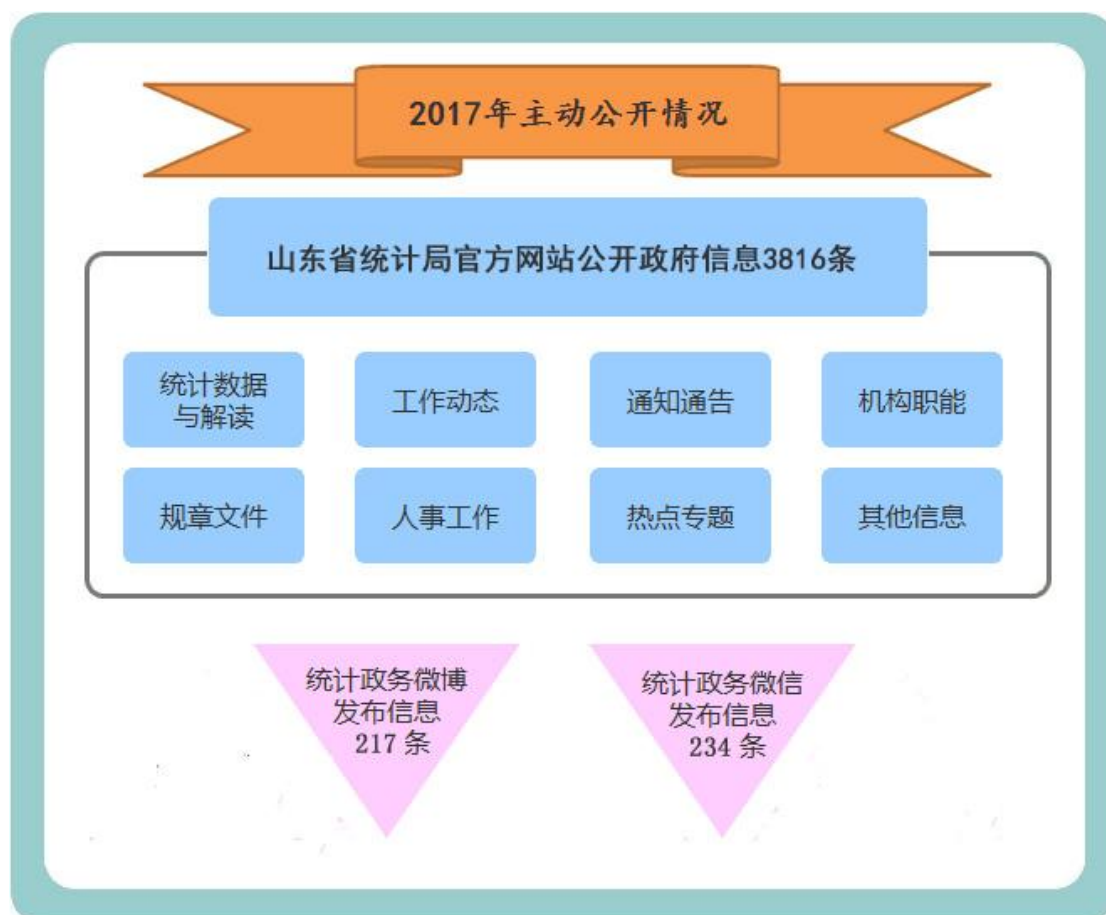 2017年主动公开情况
山东省统计局官方网站公开政府信息3816条
统计数据
与解读
工作动态
通知通告
机构职能
规章文件
人事工作
热点专题
其他信息
统计政务微博
发布信息
217 条
统计政务微信
发布信息
234 条